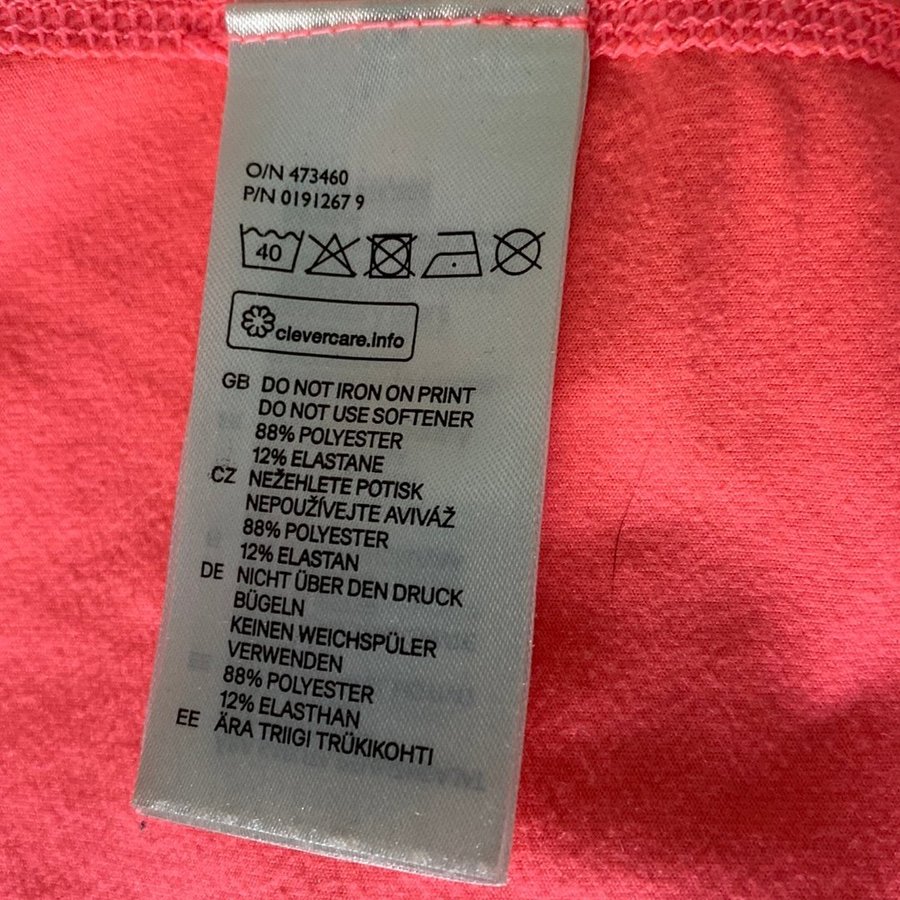 O/N 473460
P/N 0191267 9
40
clevercare.info
GB DO NOT IRON ON PRINT
DO NOT USE SOFTENER
88% POLYESTER
12% ELASTANE
CZ NEŽEHLETE POTISK
NEPOUŽÍVEJTE AVIVÁŽ
88% POLYESTER
12% ELASTAN
DE NICHT ÜBER DEN DRUCK
BÜGELN
KEINEN WEICHSPÜLER
VERWENDEN
88% POLYESTER
12% ELASTHAN
EE ÄRA TRIIGI TRÜKIKOHTI